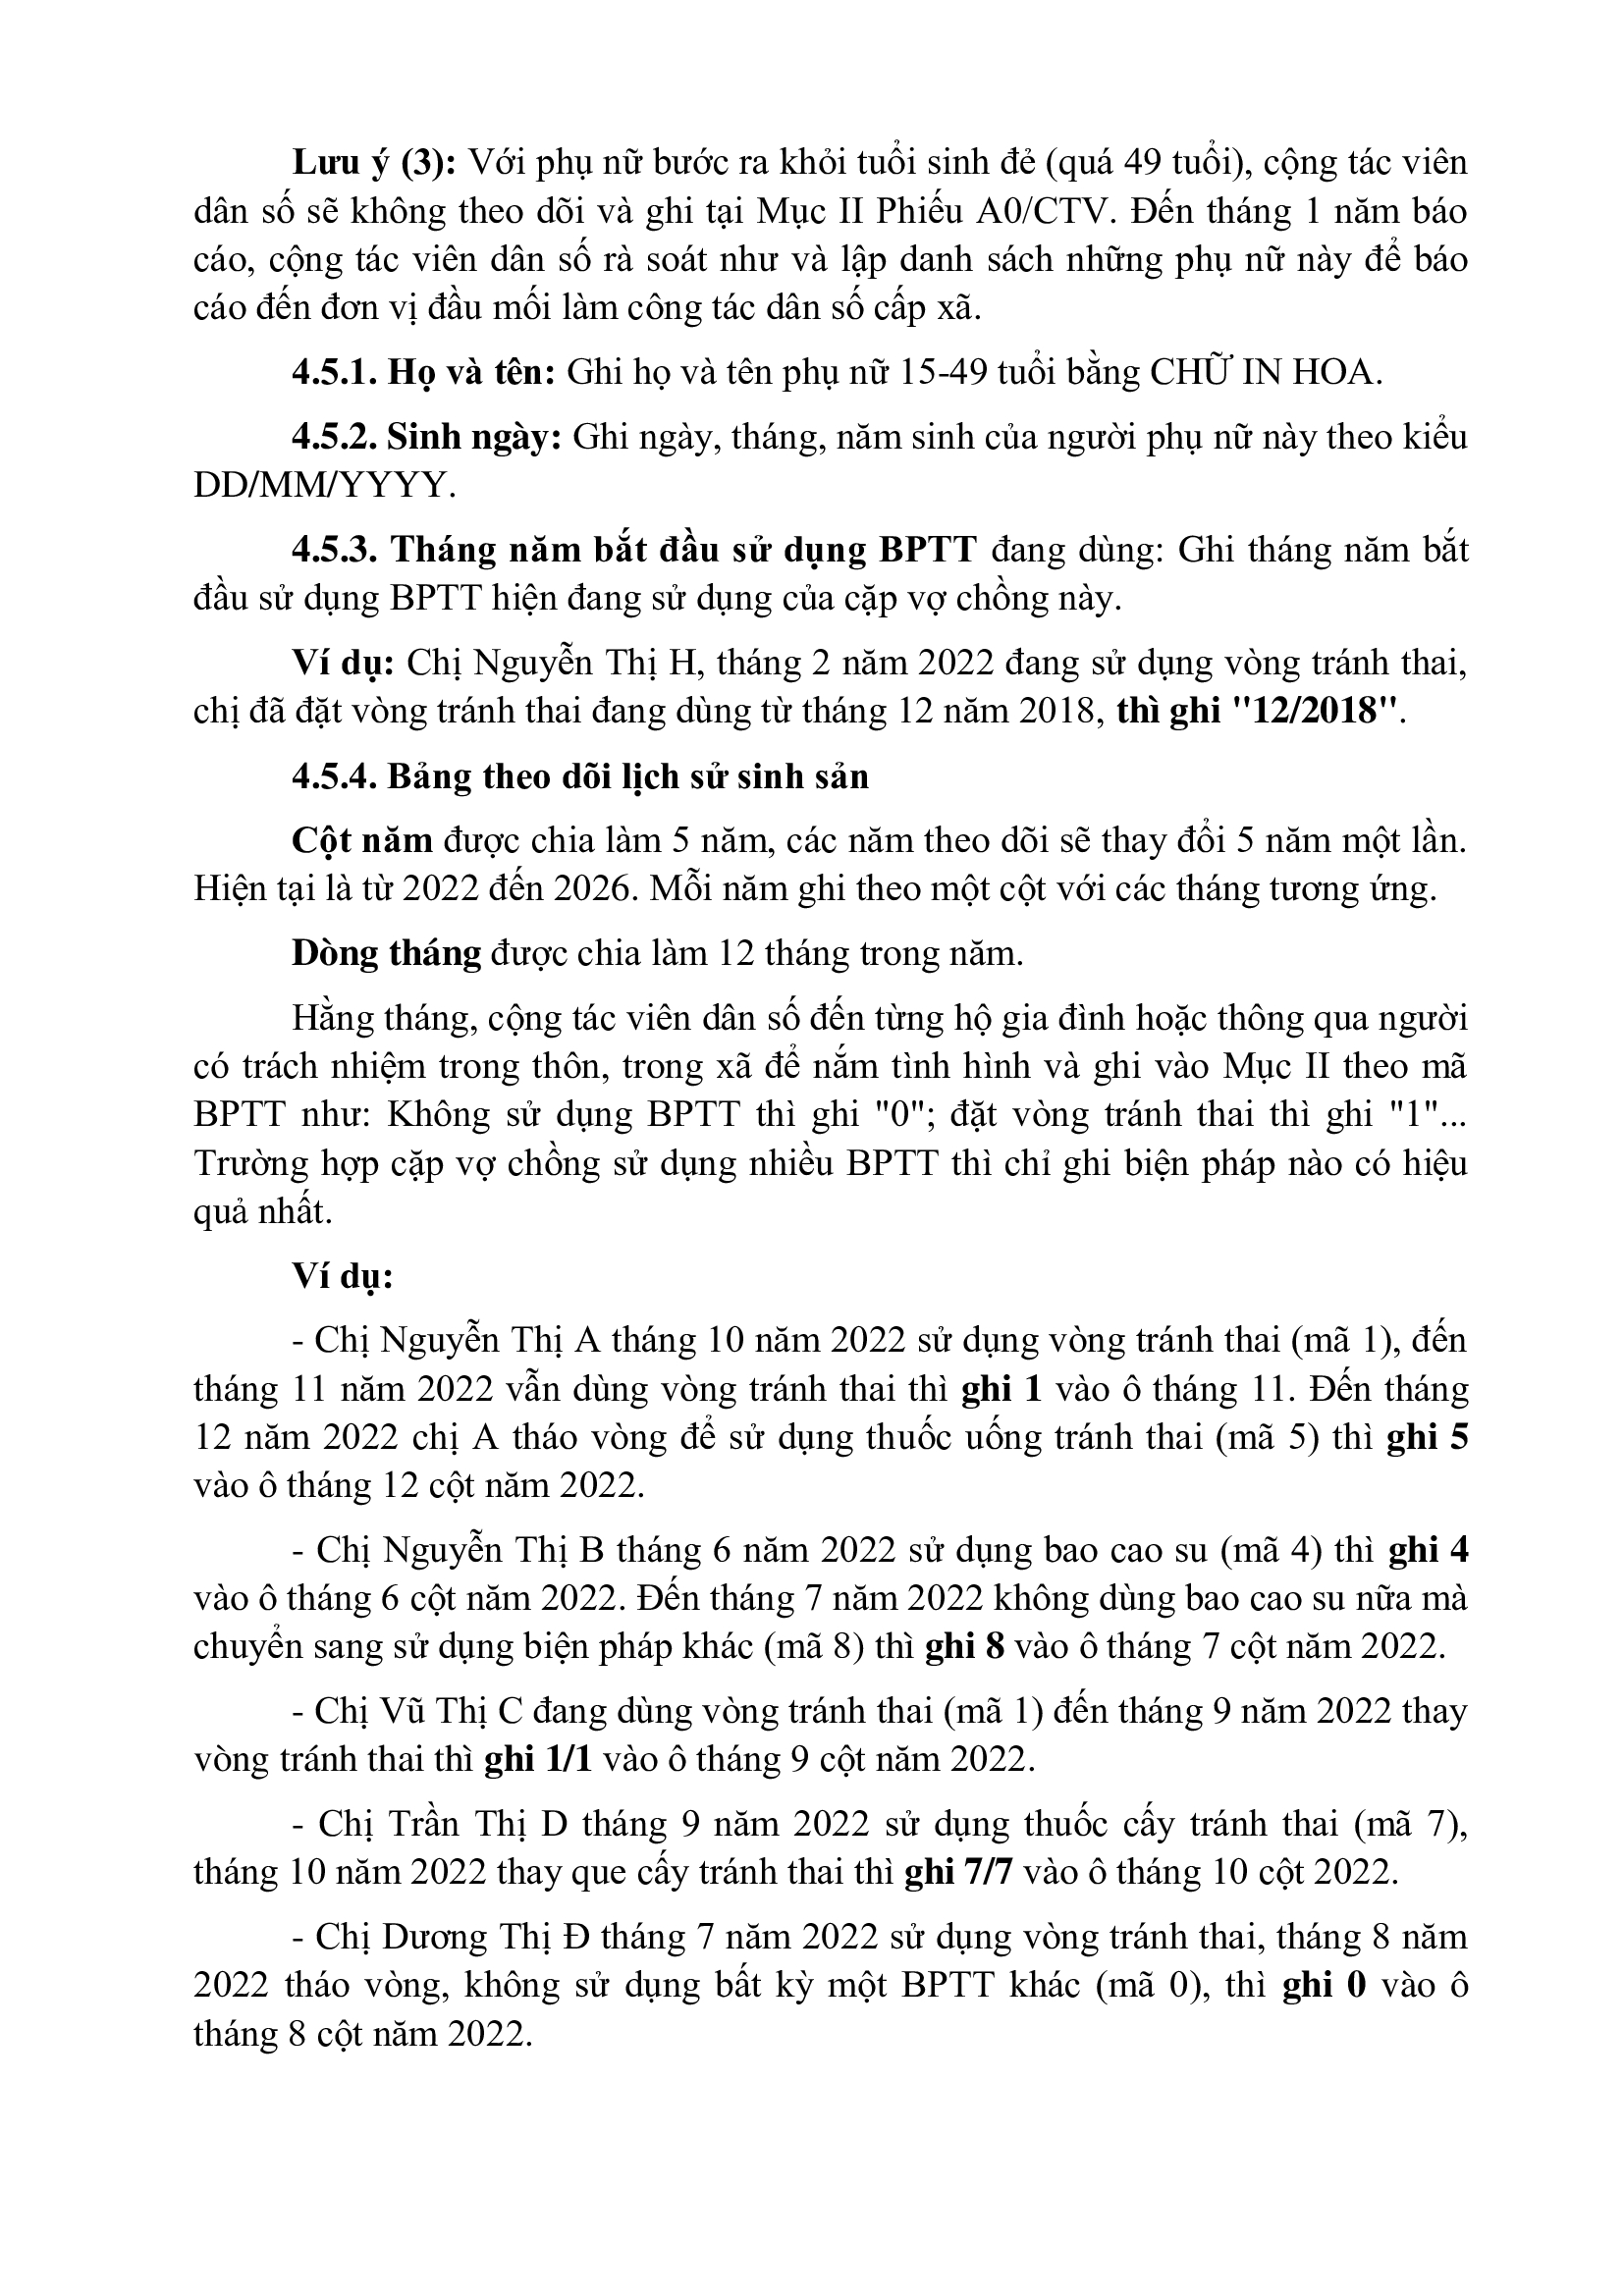 Lưu ý (3): Với phụ nữ bước ra khỏi tuổi sinh đẻ (quá 49 tuổi), cộng tác viên
dân số sẽ không theo dõi và ghi tại Mục II Phiếu A0/CTV. Đến tháng 1 năm báo
cáo, cộng tác viên dân số rà soát như và lập danh sách những phụ nữ này để báo
cáo đến đơn vị đầu mối làm công tác dân số cấp xã.
4.5.1. Họ và tên: Ghi họ và tên phụ nữ 15-49 tuổi bằng CHỮ IN HOA.
4.5.2. Sinh ngày: Ghi ngày, tháng, năm sinh của người phụ nữ này theo kiểu
DD/MM/YYYY.
4.5.3. Tháng năm bắt đầu sử dụng BPTT đang dùng: Ghi tháng năm bắt
đầu sử dụng BPTT hiện đang sử dụng của cặp vợ chồng này.
Ví dụ: Chị Nguyễn Thị H, tháng 2 năm 2022 đang sử dụng vòng tránh thai,
chị đã đặt vòng tránh thai đang dùng từ tháng 12 năm 2018, thì ghi "12/2018".
4.5.4. Bảng theo dõi lịch sử sinh sản
Cột năm được chia làm 5 năm, các năm theo dõi sẽ thay đổi 5 năm một lần.
Hiện tại là từ 2022 đến 2026. Mỗi năm ghi theo một cột với các tháng tương ứng.
Dòng tháng được chia làm 12 tháng trong năm.
Hằng tháng, cộng tác viên dân số đến từng hộ gia đình hoặc thông qua người
có trách nhiệm trong thôn, trong xã để nắm tình hình và ghi vào Mục II theo mã
BPTT như: Không sử dụng BPTT thì ghi "0"; đặt vòng tránh thai thì ghi "1"...
Trường hợp cặp vợ chồng sử dụng nhiều BPTT thì chỉ ghi biện pháp nào có hiệu
quả nhất.
Ví dụ:
- Chị Nguyễn Thị A tháng 10 năm 2022 sử dụng vòng tránh thai (mã 1), đến
tháng 11 năm 2022 vẫn dùng vòng tránh thai thì ghi 1 vào ô tháng 11. Đến tháng
12 năm 2022 chị A tháo vòng để sử dụng thuốc uống tránh thai (mã 5) thì ghi 5
vào ô tháng 12 cột năm 2022.
- Chị Nguyễn Thị B tháng 6 năm 2022 sử dụng bao cao su (mã 4) thì ghi 4
vào ô tháng 6 cột năm 2022. Đến tháng 7 năm 2022 không dùng bao cao su nữa mà
chuyển sang sử dụng biện pháp khác (mã 8) thì ghi 8 vào ô tháng 7 cột năm 2022.
- Chị Vũ Thị C đang dùng vòng tránh thai (mã 1) đến tháng 9 năm 2022 thay
vòng tránh thai thì ghi 1/1 vào ô tháng 9 cột năm 2022.
- Chị Trần Thị D tháng 9 năm 2022 sử dụng thuốc cấy tránh thai (mã 7),
tháng 10 năm 2022 thay que cấy tránh thai thì ghi 7/7 vào ô tháng 10 cột 2022.
- Chị Dương Thị Đ tháng 7 năm 2022 sử dụng vòng tránh thai, tháng 8 năm
2022 tháo vòng, không sử dụng bất kỳ một BPTT khác (mã 0), thì ghi 0 vào ô
tháng 8 cột năm 2022.